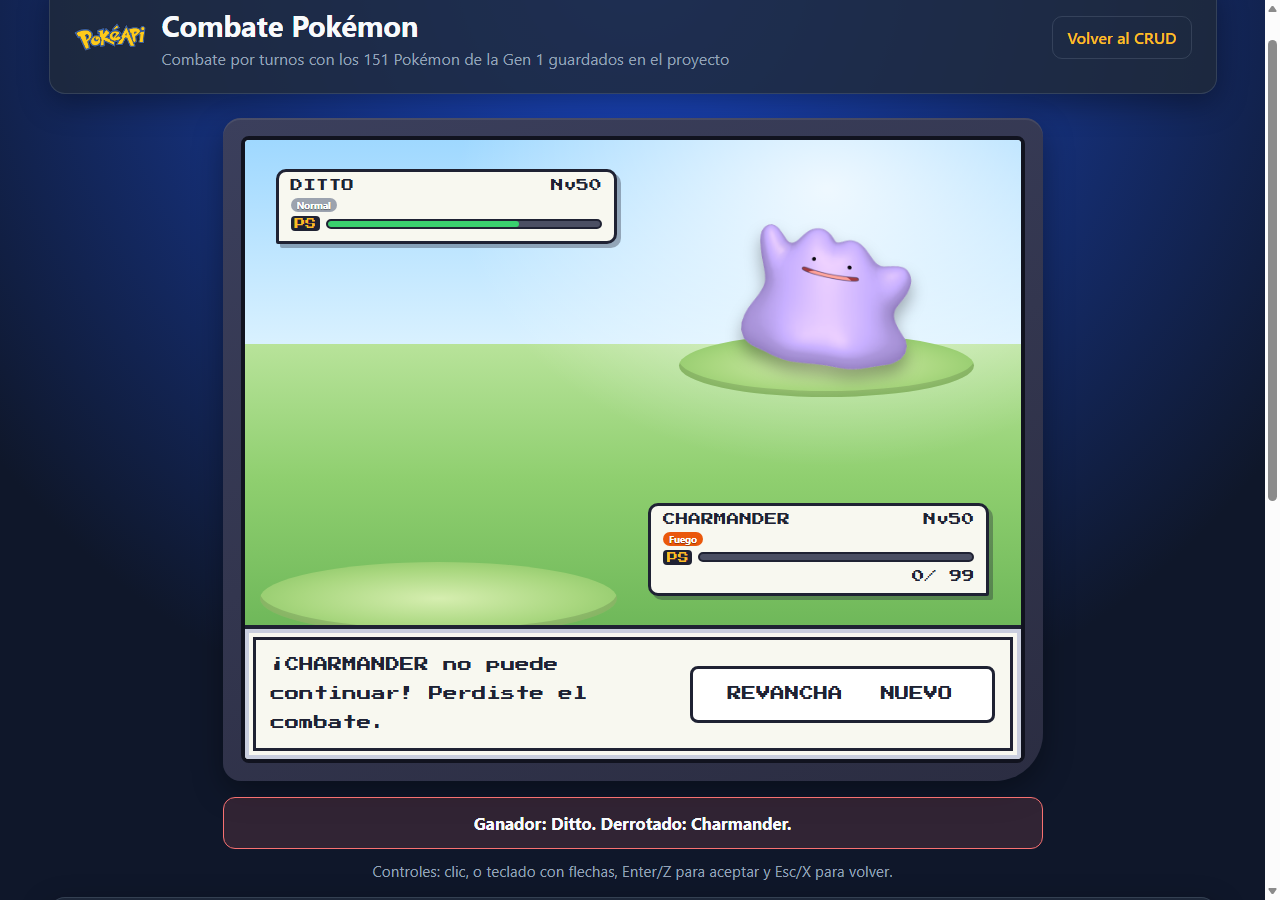 PokéAPI
Combate Pokémon
Combate por turnos con los 151 Pokémon de la Gen 1 guardados en el proyecto
Volver al CRUD
DITTO Nv50
Normal
PS
CHARMANDER Nv50
Fuego
PS
0/ 99
¡CHARMANDER no puede
continuar! Perdiste el
combate.
REVANCHA NUEVO
Ganador: Ditto. Derrotado: Charmander.
Controles: clic, o teclado con flechas, Enter/Z para aceptar y Esc/X para volver.